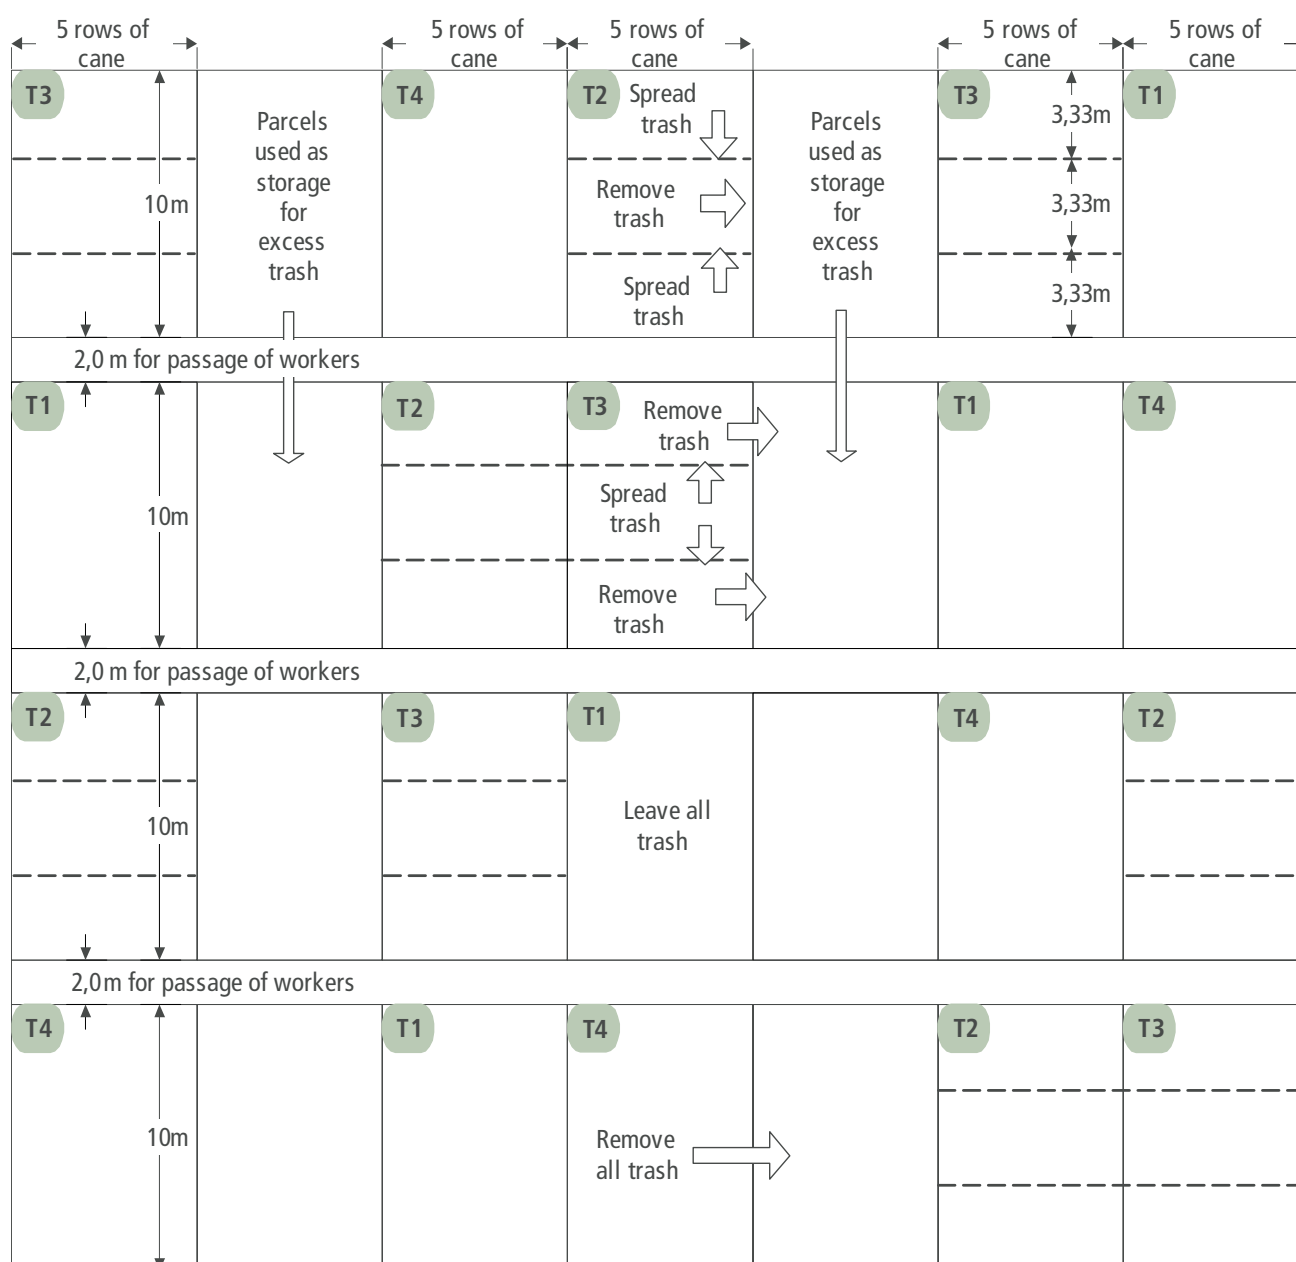 5 rows of
cane
5 rows of
cane
5 rows of
cane
5 rows of
cane
5 rows of
cane
T3
10m
Parcels
used as
storage
for
excess
trash
T4
T2
Spread
trash
Remove
trash
Spread
trash
Parcels
used as
storage
for
excess
trash
T3
3,33m
3,33m
3,33m
T1
2,0 m for passage of workers
T1
10m
T2
T3
Remove
trash
Spread
trash
Remove
trash
T1
T4
2,0 m for passage of workers
T2
10m
T3
T1
Leave all
trash
T4
T2
2,0m for passage of workers
T4
10m
T1
T4
Remove
all trash
T2
T3